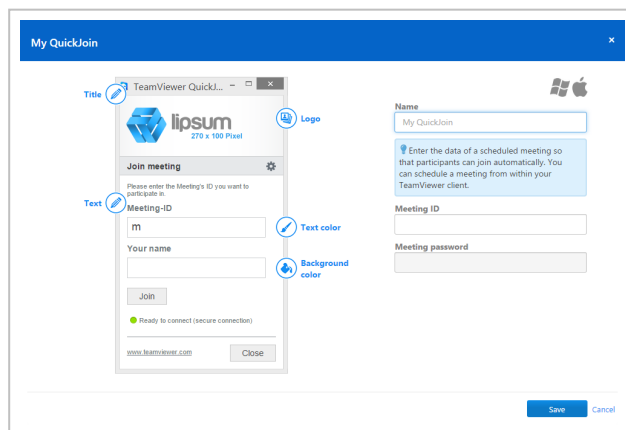 My QuickJoin
×
Title
TeamViewer QuickJ...
lipsum
270 x 100 Pixel
Logo
Join meeting
Please enter the Meeting's ID you want to
participate in.
Text
Meeting-ID
m
Text color
Your name
Background
color
Join
Ready to connect (secure connection)
www.teamviewer.com
Close
Name
My QuickJoin
Enter the data of a scheduled meeting so
that participants can join automatically. You
can schedule a meeting from within your
TeamViewer client.
Meeting ID
Meeting password
Save
Cancel